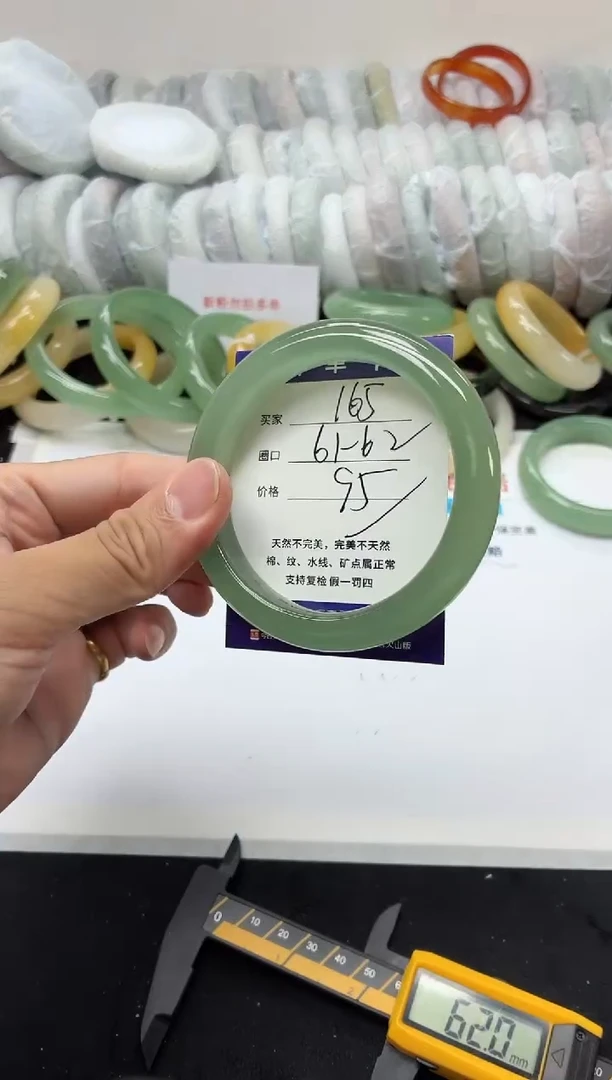 买家 165
圈口 61-62
价格 95
天然不完美，完美不天然
棉、纹、水线、矿点属正常
支持复检 假一罚四
0 10 20 30 40 50
62.0 mm